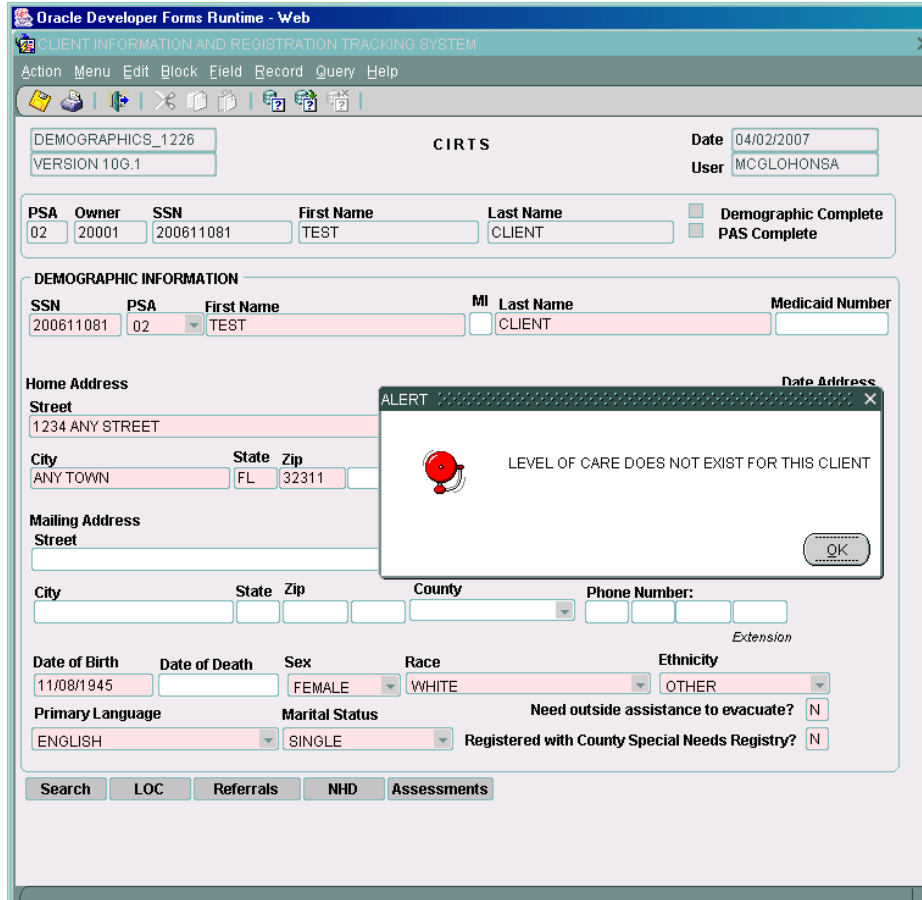 Oracle Developer Forms Runtime - Web
CLIENT INFORMATION AND REGISTRATION TRACKING SYSTEM
Action Menu Edit Block Field Record Query Help
DEMOGRAPHICS_1226
CIRTS
Date 04/02/2007
VERSION 10G.1
User MCGLOHONSA
PSA Owner SSN First Name Last Name Demographic Complete
02 20001 200611081 TEST CLIENT PAS Complete
DEMOGRAPHIC INFORMATION
SSN PSA First Name MI Last Name Medicaid Number
200611081 02 TEST CLIENT
Home Address Date Address
Street
1234 ANY STREET
City State Zip
ANY TOWN FL 32311
ALERT
LEVEL OF CARE DOES NOT EXIST FOR THIS CLIENT
OK
Mailing Address
Street
City State Zip County Phone Number:
Extension
Date of Birth Date of Death Sex Race Ethnicity
11/08/1945 FEMALE WHITE OTHER
Primary Language Marital Status Need outside assistance to evacuate? N
ENGLISH SINGLE Registered with County Special Needs Registry? N
Search LOC Referrals NHD Assessments